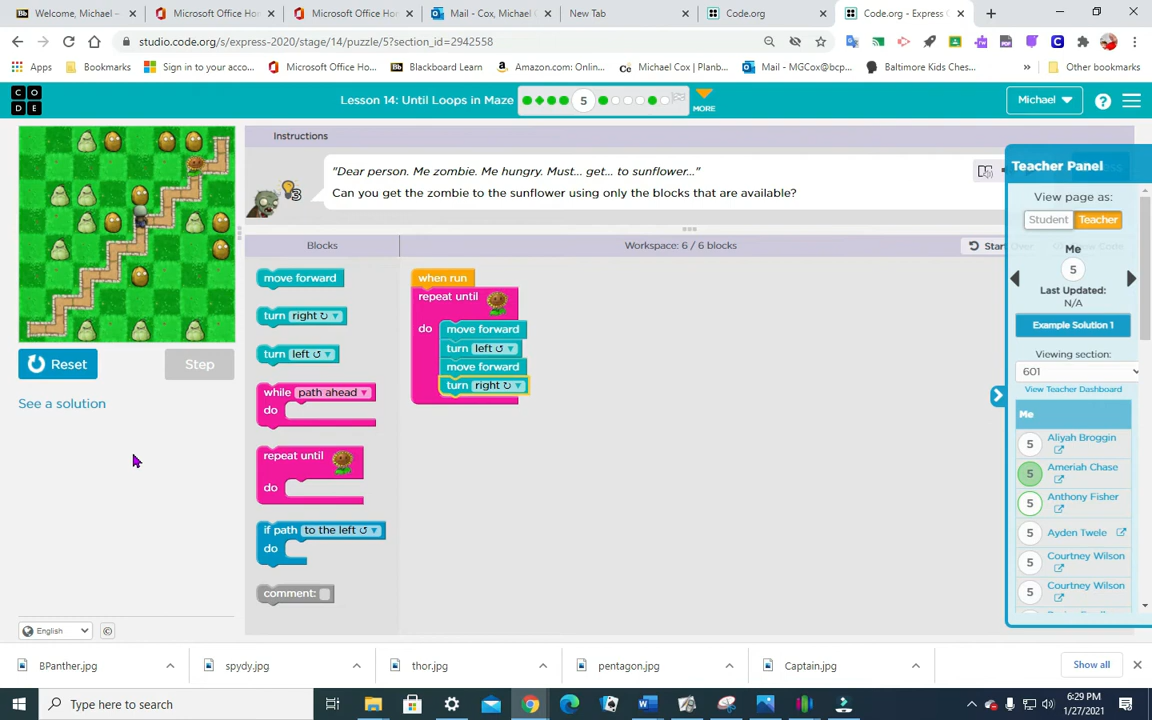 Welcome, Michael –
Microsoft Office Hom
Microsoft Office Hom
Mail - Cox, Michael G
New Tab
Code.org
Code.org - Express C
studio.code.org/s/express-2020/stage/14/puzzle/5?section_id=2942558
Apps
Bookmarks
Sign in to your acco...
Microsoft Office Ho...
Blackboard Learn
Amazon.com: Onlin...
Michael Cox | Planb...
Mail - MGCox@bcp...
Baltimore Kids Ches...
»
Other bookmarks
C O
D E
Lesson 14: Until Loops in Maze
5
MORE
Michael
?
Instructions
3
"Dear person. Me zombie. Me hungry. Must... get... to sunflower..."
Can you get the zombie to the sunflower using only the blocks that are available?
Blocks
Workspace: 6 / 6 blocks
Reset
Step
See a solution
move forward
turn right ↻
turn left ↺
while path ahead
do
repeat until
do
if path to the left ↺
do
comment:
when run
repeat until
do
move forward
turn left ↺
move forward
turn right ↻
Teacher Panel
View page as:
Student
Teacher
Me
5
Last Updated:
N/A
Example Solution 1
Viewing section:
601
View Teacher Dashboard
Me
5 Aliyah Broggin
5 Ameriah Chase
5 Anthony Fisher
5 Ayden Twele
5 Courtney Wilson
5 Courtney Wilson
English
©
BPanther.jpg
spydy.jpg
thor.jpg
pentagon.jpg
Captain.jpg
Show all
Type here to search
6:29 PM
1/27/2021